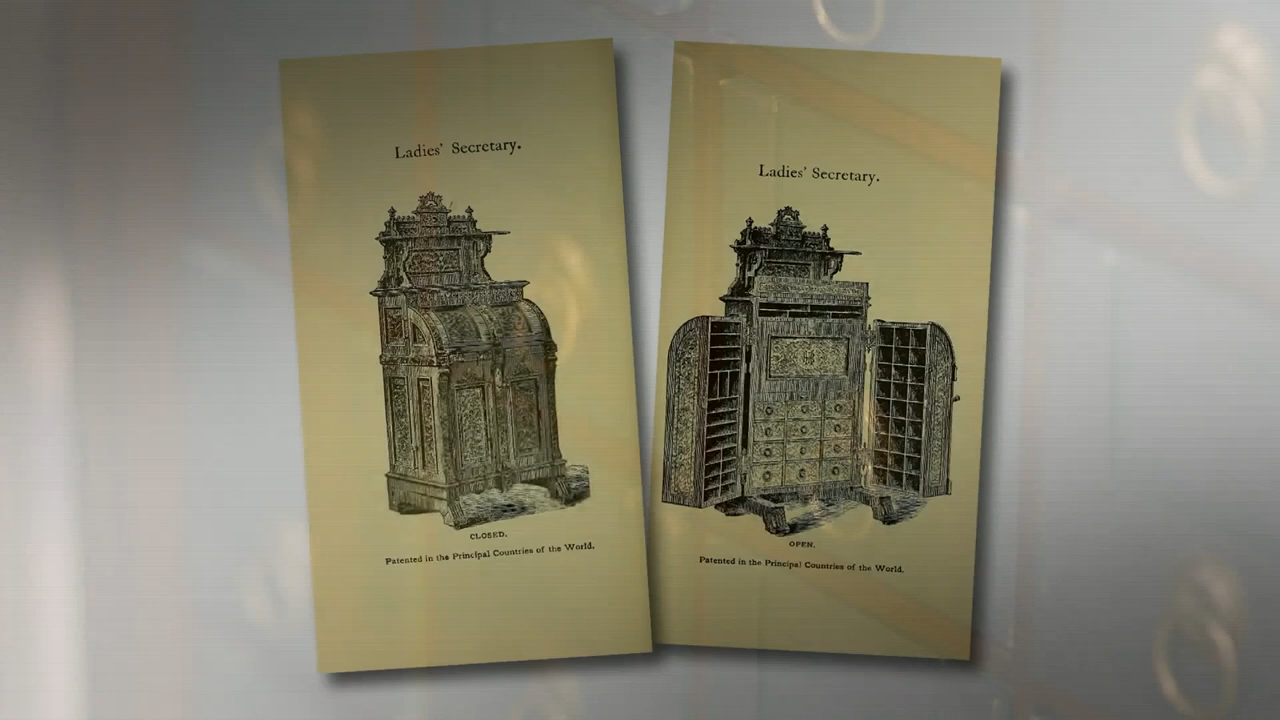 Ladies' Secretary.
CLOSED.
Patented in the Principal Countries of the World.
Ladies' Secretary.
OPEN.
Patented in the Principal Countries of the World.